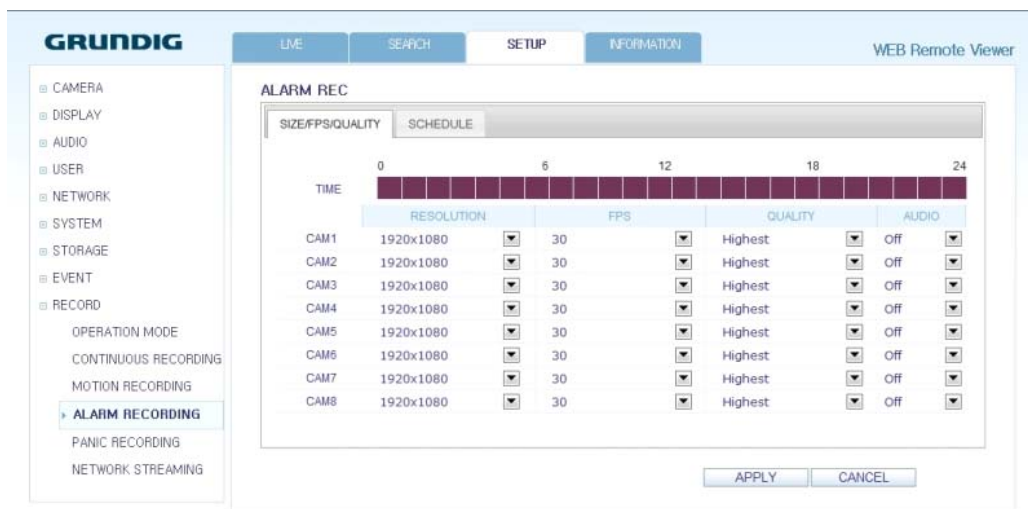 GRUNDIG
LIVE SEARCH SETUP INFORMATION
WEB Remote Viewer
CAMERA
DISPLAY
AUDIO
USER
NETWORK
SYSTEM
STORAGE
EVENT
RECORD
OPERATION MODE
CONTINUOUS RECORDING
MOTION RECORDING
ALARM RECORDING
PANIC RECORDING
NETWORK STREAMING
ALARM REC
SIZE/FPS/QUALITY SCHEDULE
0 6 12 18 24
TIME
RESOLUTION FPS QUALITY AUDIO
CAM1 1920x1080 30 Highest Off
CAM2 1920x1080 30 Highest Off
CAM3 1920x1080 30 Highest Off
CAM4 1920x1080 30 Highest Off
CAM5 1920x1080 30 Highest Off
CAM6 1920x1080 30 Highest Off
CAM7 1920x1080 30 Highest Off
CAM8 1920x1080 30 Highest Off
APPLY CANCEL